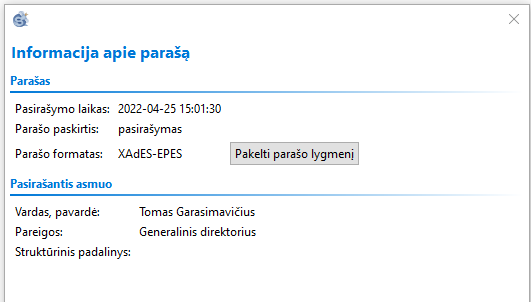 Informacija apie parašą
Parašas
Pasirašymo laikas: 2022-04-25 15:01:30
Parašo paskirtis: pasirašymas
Parašo formatas: XAdES-EPES Pakelti parašo lygmenį
Pasirašantis asmuo
Vardas, pavardė: Tomas Garasimavičius
Pareigos: Generalinis direktorius
Struktūrinis padalinys: